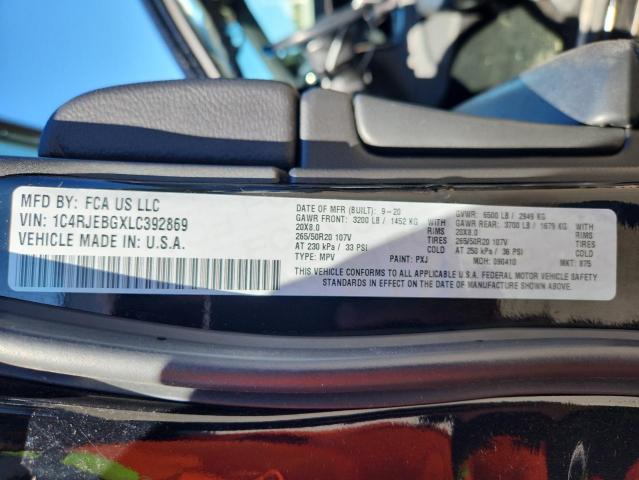 MFD BY: FCA US LLC
VIN: 1C4RJEBGXLC392869
VEHICLE MADE IN: U.S.A.
DATE OF MFR (BUILT): 9-20
GAWR FRONT: 3200 LB / 1452 KG
20X8.0 RIMS
265/50R20 107V TIRES
AT 230 kPa / 33 PSI COLD
TYPE: MPV PAINT: PXJ
GVWR: 6500 LB / 2949 KG
GAWR REAR: 3700 LB / 1679 KG
20X8.0 RIMS
265/50R20 107V TIRES
AT 250 kPa / 36 PSI COLD
MDH: 090410 MKT: 875
THIS VEHICLE CONFORMS TO ALL APPLICABLE U.S.A. FEDERAL MOTOR VEHICLE SAFETY
STANDARDS IN EFFECT ON THE DATE OF MANUFACTURE SHOWN ABOVE.